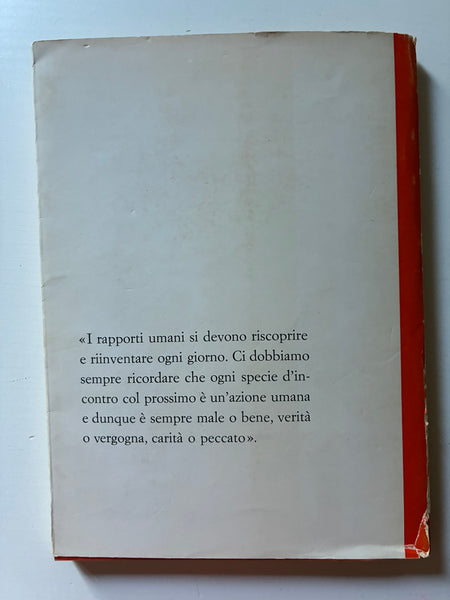 «I rapporti umani si devono riscoprire
e riinventare ogni giorno. Ci dobbiamo
sempre ricordare che ogni specie d'in-
contro col prossimo è un'azione umana
e dunque è sempre male o bene, verità
o vergogna, carità o peccato».